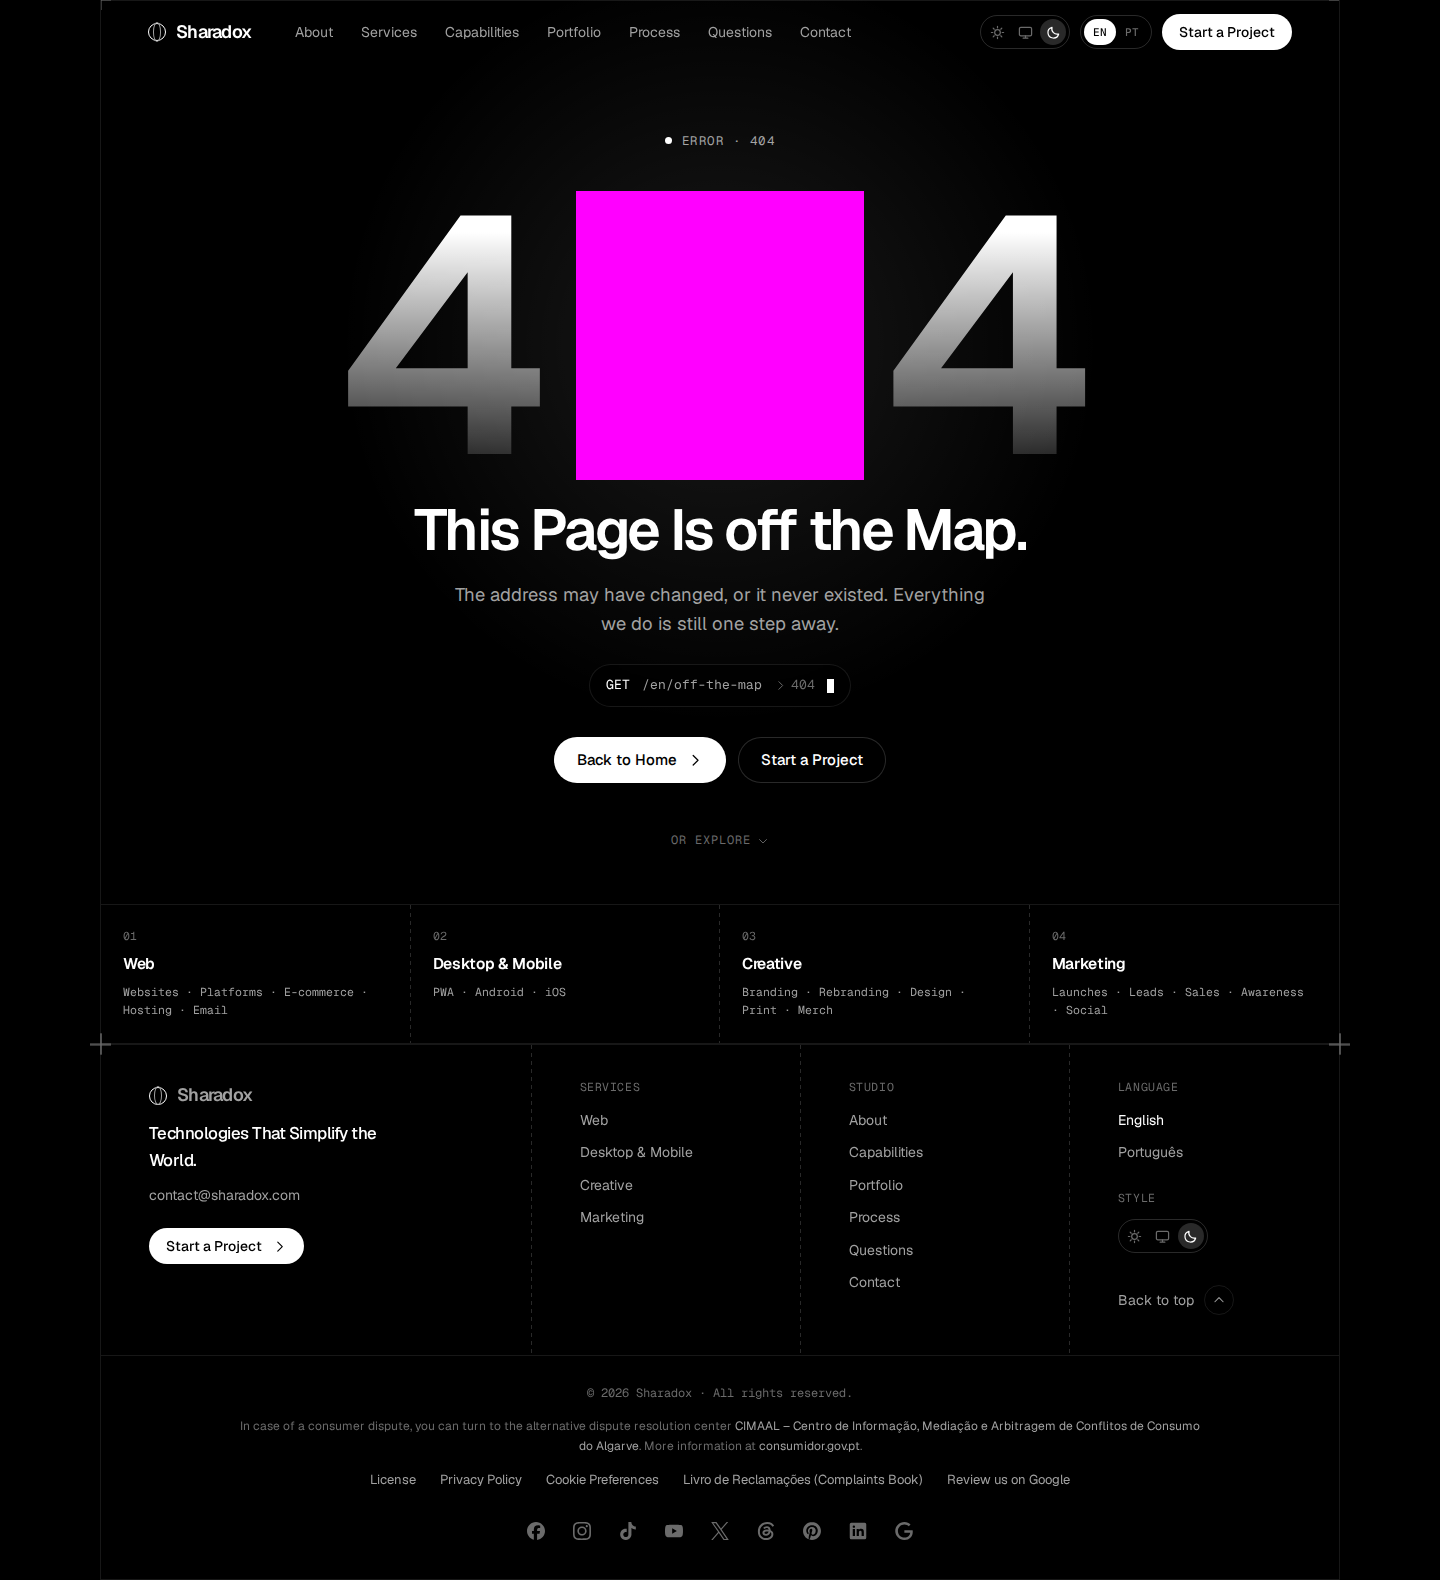 Sharadox
About
Services
Capabilities
Portfolio
Process
Questions
Contact
EN
PT
Start a Project
ERROR · 404
4 4
This Page Is off the Map.
The address may have changed, or it never existed. Everything
we do is still one step away.
GET /en/off-the-map > 404
Back to Home
Start a Project
OR EXPLORE
01
Web
Websites · Platforms · E-commerce ·
Hosting · Email
02
Desktop & Mobile
PWA · Android · iOS
03
Creative
Branding · Rebranding · Design ·
Print · Merch
04
Marketing
Launches · Leads · Sales · Awareness
· Social
Sharadox
Technologies That Simplify the
World.
contact@sharadox.com
Start a Project
SERVICES
Web
Desktop & Mobile
Creative
Marketing
STUDIO
About
Capabilities
Portfolio
Process
Questions
Contact
LANGUAGE
English
Português
STYLE
Back to top
© 2026 Sharadox · All rights reserved.
In case of a consumer dispute, you can turn to the alternative dispute resolution center CIMAAL – Centro de Informação, Mediação e Arbitragem de Conflitos de Consumo
do Algarve. More information at consumidor.gov.pt.
License
Privacy Policy
Cookie Preferences
Livro de Reclamações (Complaints Book)
Review us on Google